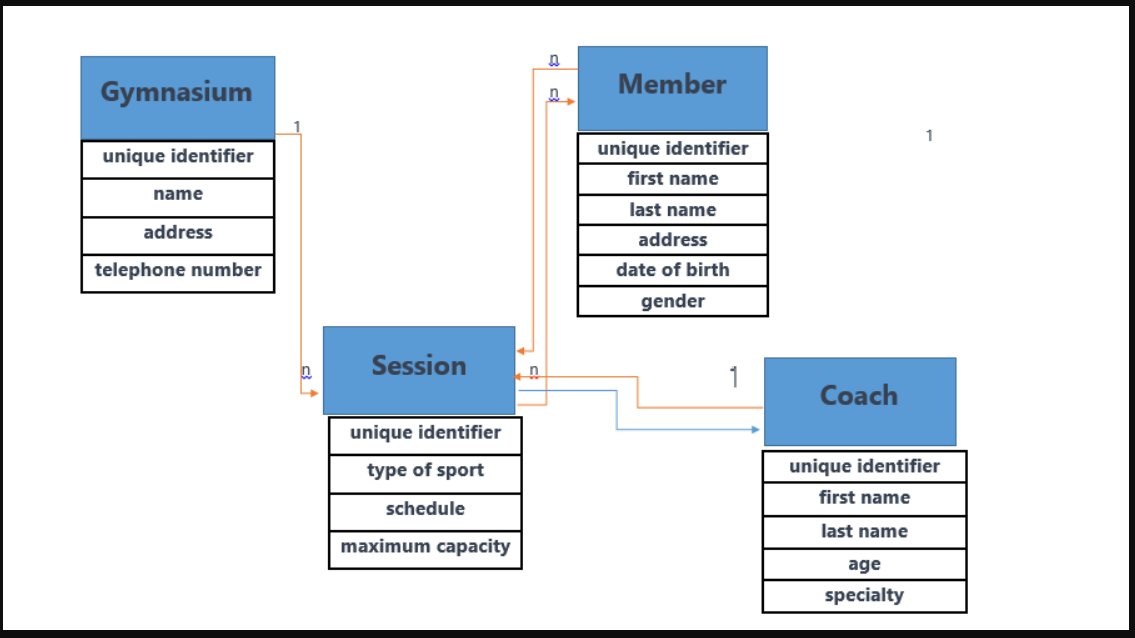 Gymnasium
1
unique identifier
name
address
telephone number
n
n
Member
unique identifier
first name
last name
address
date of birth
gender
1
n
Session
n
unique identifier
type of sport
schedule
maximum capacity
1
Coach
unique identifier
first name
last name
age
specialty